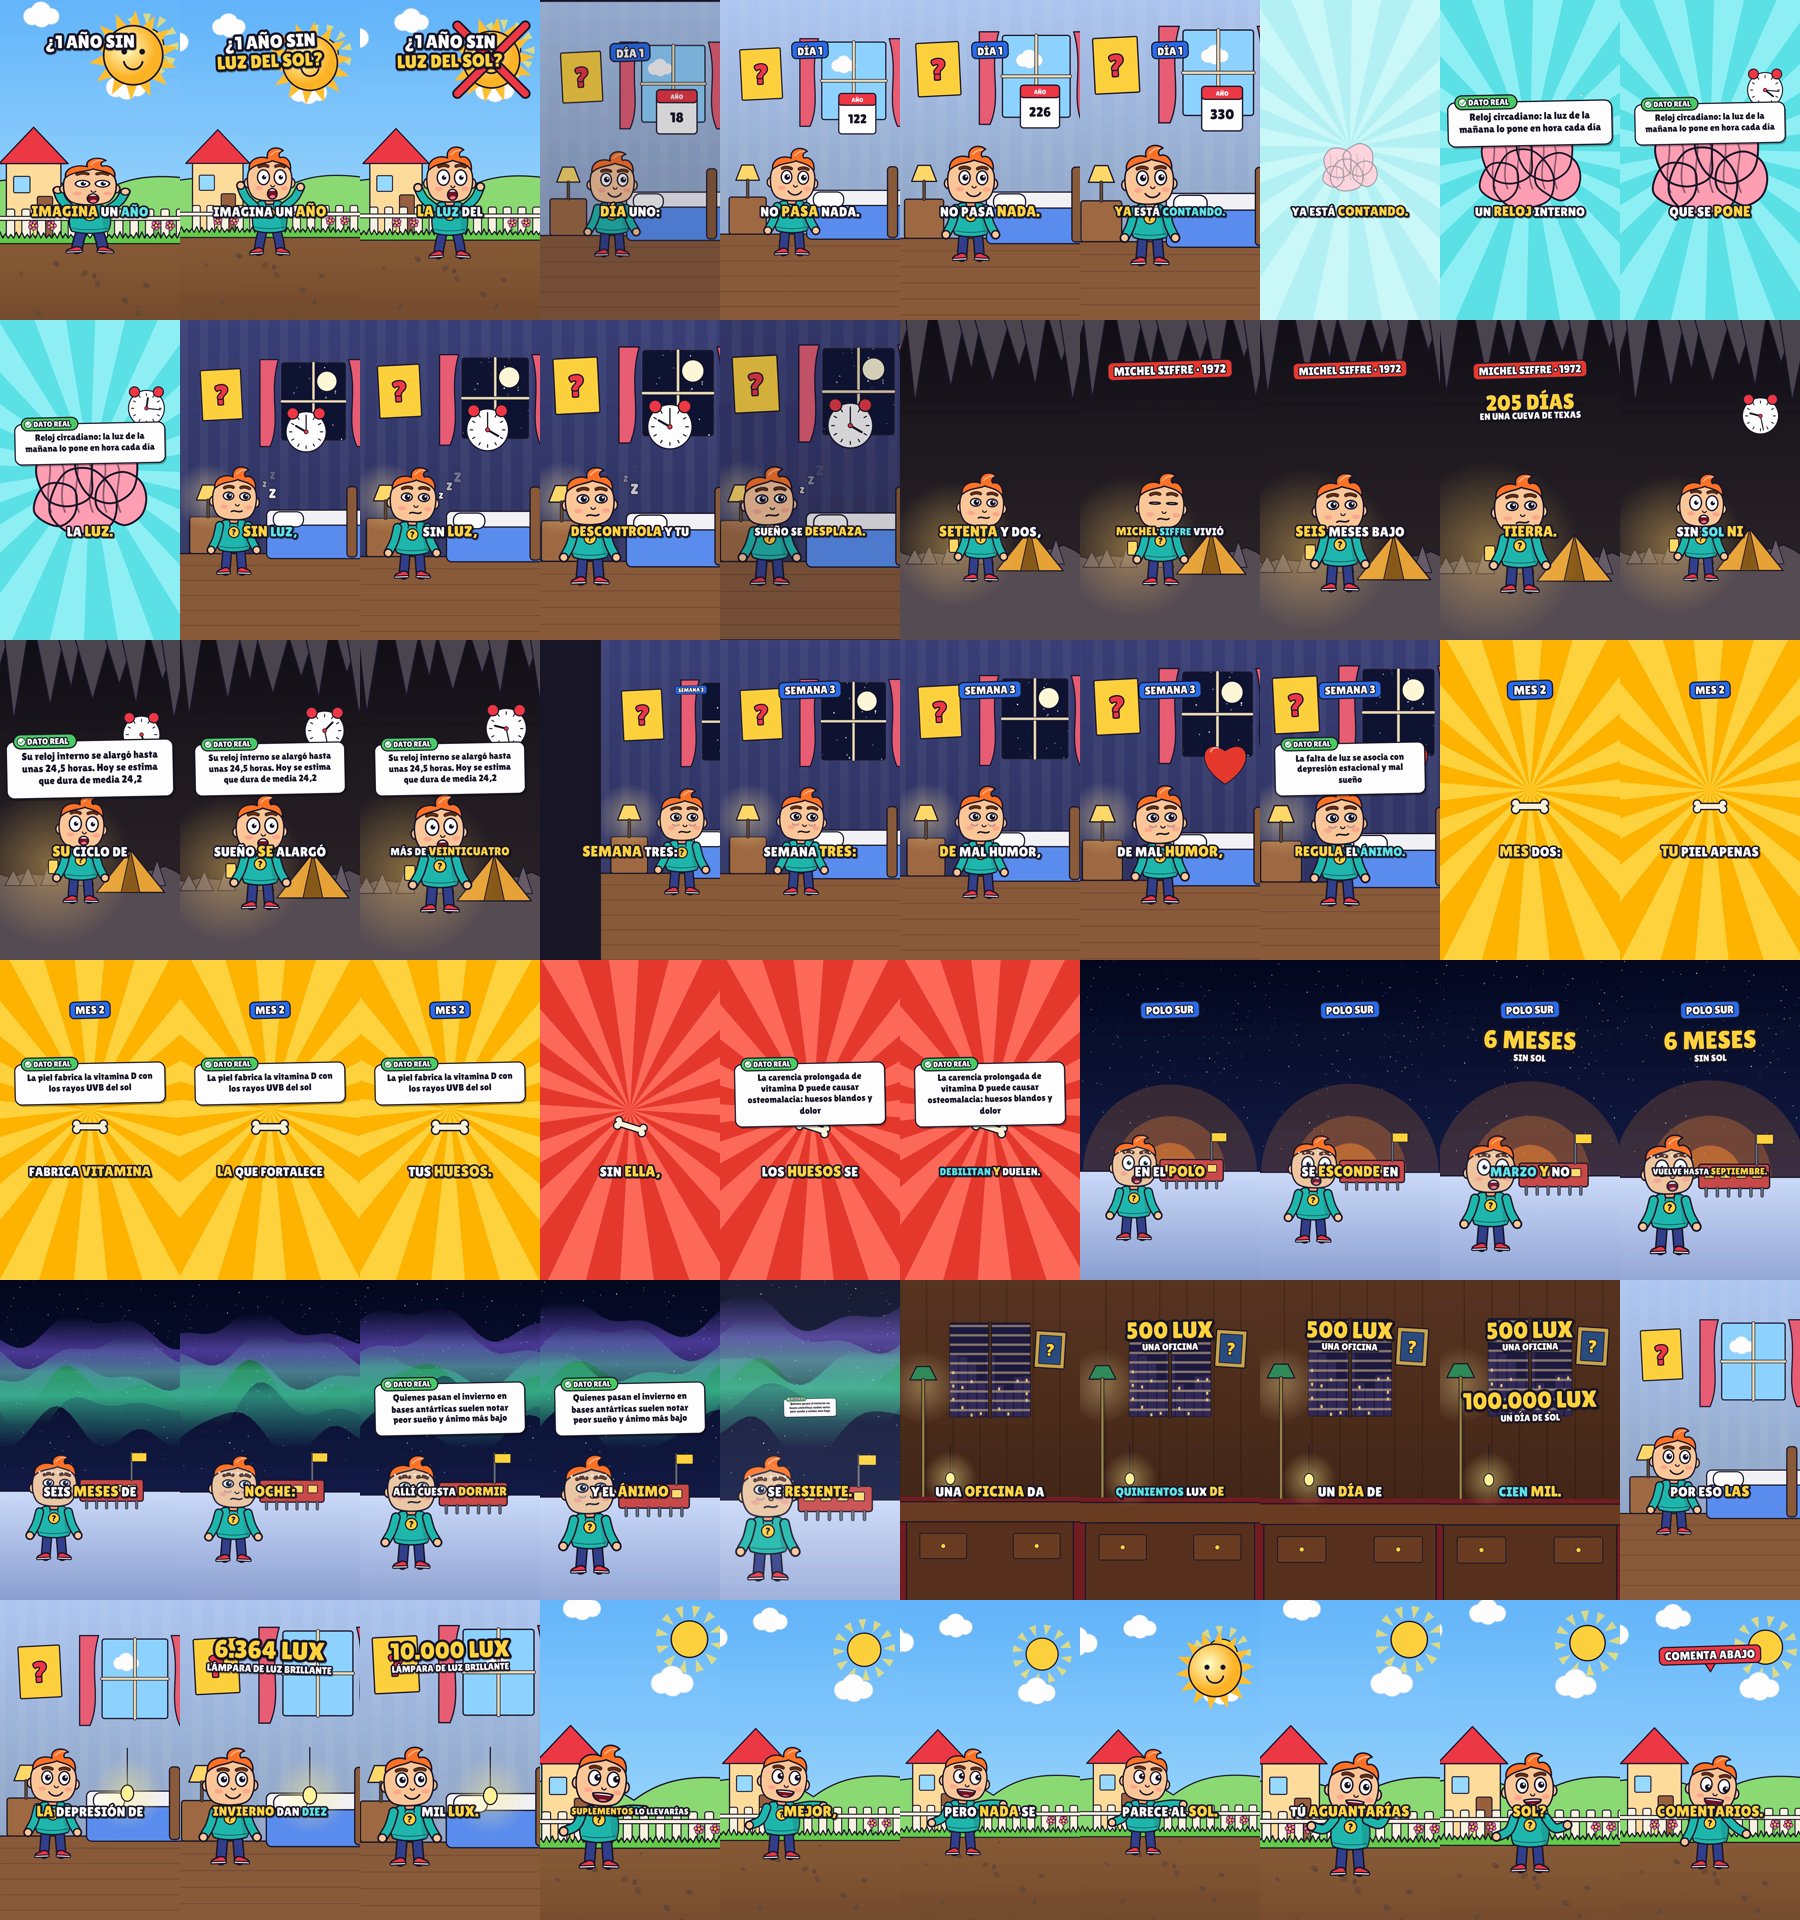 ¿1 AÑO SIN
IMAGINA UN AÑO
¿1 AÑO SIN
LUZ DEL SOL?
IMAGINA UN AÑO
¿1 AÑO SIN
LUZ DEL SOL?
LA LUZ DEL
?
DÍA 1
AÑO
18
DÍA UNO:
?
DÍA 1
AÑO
122
NO PASA NADA.
?
DÍA 1
AÑO
226
NO PASA NADA.
?
DÍA 1
AÑO
330
YA ESTÁ CONTANDO.
YA ESTÁ CONTANDO.
DATO REAL
Reloj circadiano: la luz de la
mañana lo pone en hora cada día
UN RELOJ INTERNO
DATO REAL
Reloj circadiano: la luz de la
mañana lo pone en hora cada día
QUE SE PONE
DATO REAL
Reloj circadiano: la luz de la
mañana lo pone en hora cada día
LA LUZ.
?
z
z
z
? SIN LUZ,
?
z
z
z
SIN LUZ,
?
z
z
DESCONTROLA Y TU
?
?
z
z
SUEÑO SE DESPLAZA.
?
SETENTA Y DOS,
?
MICHEL SIFFRE - 1972
MICHEL SIFFRE VIVIÓ
?
MICHEL SIFFRE - 1972
SEIS MESES BAJO
?
MICHEL SIFFRE - 1972
205 DÍAS
EN UNA CUEVA DE TEXAS
TIERRA.
?
SIN SOL NI
?
DATO REAL
Su reloj interno se alargó hasta
unas 24,5 horas. Hoy se estima
que dura de media 24,2
SU CICLO DE
?
DATO REAL
Su reloj interno se alargó hasta
unas 24,5 horas. Hoy se estima
que dura de media 24,2
SUEÑO SE ALARGÓ
?
DATO REAL
Su reloj interno se alargó hasta
unas 24,5 horas. Hoy se estima
que dura de media 24,2
MÁS DE VEINTICUATRO
?
?
SEMANA 3
SEMANA TRES:
?
?
SEMANA 3
SEMANA TRES:
?
?
SEMANA 3
DE MAL HUMOR,
?
?
SEMANA 3
DE MAL HUMOR,
?
?
SEMANA 3
DATO REAL
La falta de luz se asocia con
depresión estacional y mal
sueño
REGULA EL ÁNIMO.
?
MES 2
MES DOS:
MES 2
TU PIEL APENAS
MES 2
DATO REAL
La piel fabrica la vitamina D con
los rayos UVB del sol
FABRICA VITAMINA
MES 2
DATO REAL
La piel fabrica la vitamina D con
los rayos UVB del sol
LA QUE FORTALECE
MES 2
DATO REAL
La piel fabrica la vitamina D con
los rayos UVB del sol
TUS HUESOS.
SIN ELLA,
DATO REAL
La carencia prolongada de
vitamina D puede causar
osteomalacia: huesos blandos y
dolor
LOS HUESOS SE
DATO REAL
La carencia prolongada de
vitamina D puede causar
osteomalacia: huesos blandos y
dolor
DEBILITAN Y DUELEN.
POLO SUR
EN EL POLO
?
POLO SUR
SE ESCONDE EN
?
POLO SUR
6 MESES
SIN SOL
MARZO Y NO
?
POLO SUR
6 MESES
SIN SOL
VUELVE HASTA SEPTIEMBRE.
?
SEIS MESES DE
?
NOCHE:
?
DATO REAL
Quienes pasan el invierno en
bases antárticas suelen notar
peor sueño y ánimo más bajo
ALLÍ CUESTA DORMIR
?
DATO REAL
Quienes pasan el invierno en
bases antárticas suelen notar
peor sueño y ánimo más bajo
Y EL ÁNIMO
?
SE RESIENTE.
?
?
UNA OFICINA DA
500 LUX
UNA OFICINA
?
QUINIENTOS LUX DE
500 LUX
UNA OFICINA
?
UN DÍA DE
500 LUX
UNA OFICINA
?
100.000 LUX
UN DÍA DE SOL
CIEN MIL.
?
POR ESO LAS
?
?
LA DEPRESIÓN DE
?
6.364 LUX
LÁMPARA DE LUZ BRILLANTE
INVIERNO DAN DIEZ
?
10.000 LUX
LÁMPARA DE LUZ BRILLANTE
MIL LUX.
?
SUPLEMENTOS LO LLEVARÍAS
?
MEJOR,
PERO NADA SE
PARECE AL SOL.
TÚ AGUANTARÍAS
?
SOL?
?
COMENTA ABAJO
COMENTARIOS.
?